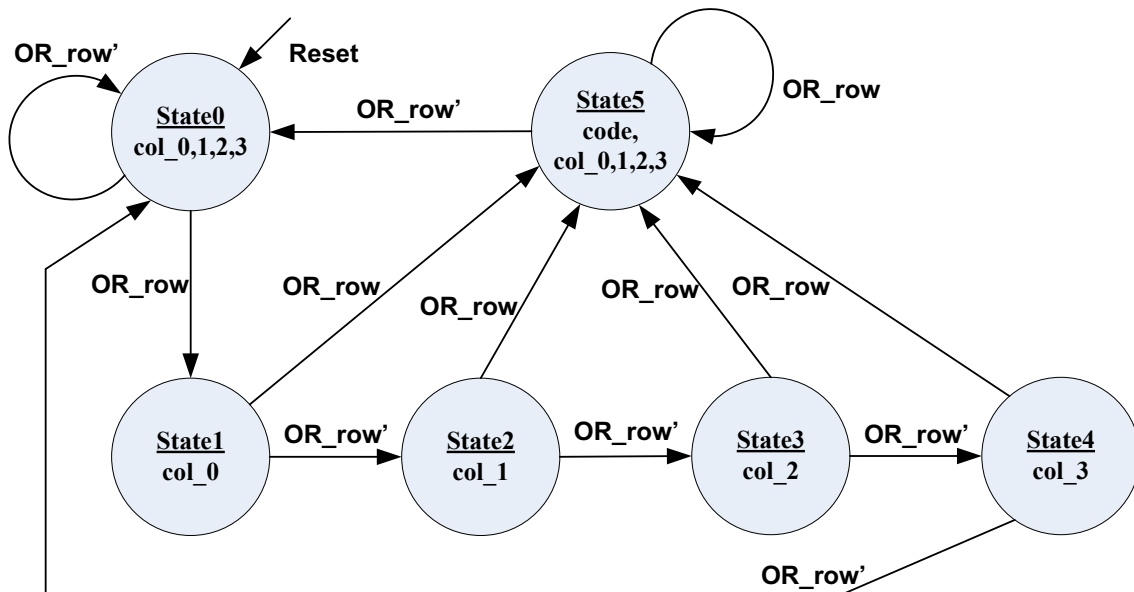 OR_row’
Reset
State0
col_0,1,2,3
OR_row’
State5
code,
col_0,1,2,3
OR_row
OR_row
OR_row
OR_row
OR_row
OR_row
State1
col_0
OR_row’
State2
col_1
OR_row’
State3
col_2
OR_row’
State4
col_3
OR_row’